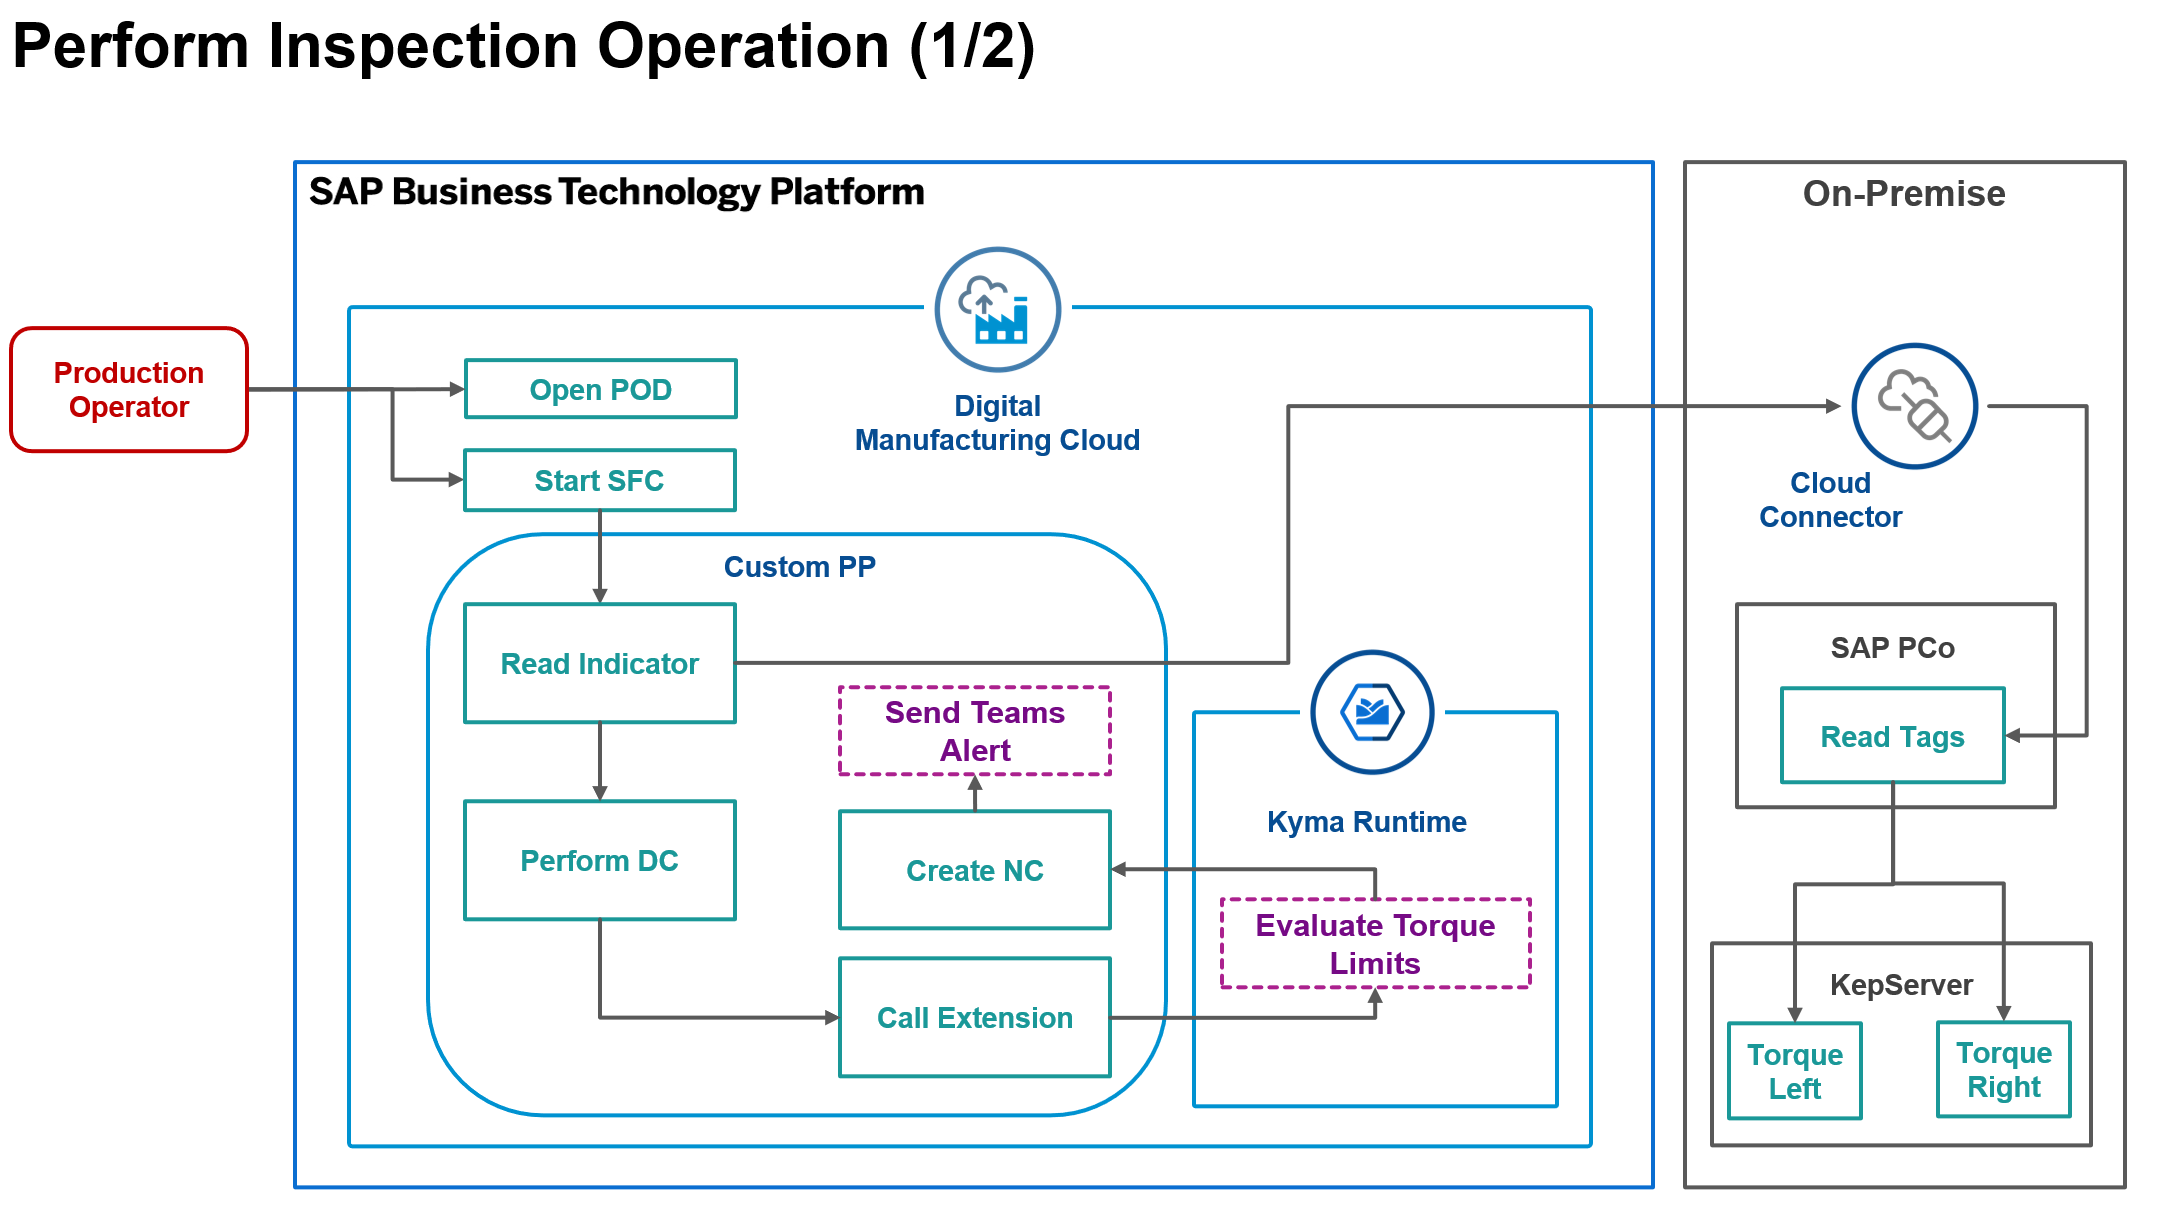 Perform Inspection Operation (1/2)
SAP Business Technology Platform
On-Premise
Production
Operator
Open POD
Start SFC
Digital
Manufacturing Cloud
Cloud
Connector
Custom PP
Read Indicator
Send Teams
Alert
Perform DC
Create NC
Call Extension
Kyma Runtime
Evaluate Torque
Limits
SAP PCo
Read Tags
KepServer
Torque
Left
Torque
Right